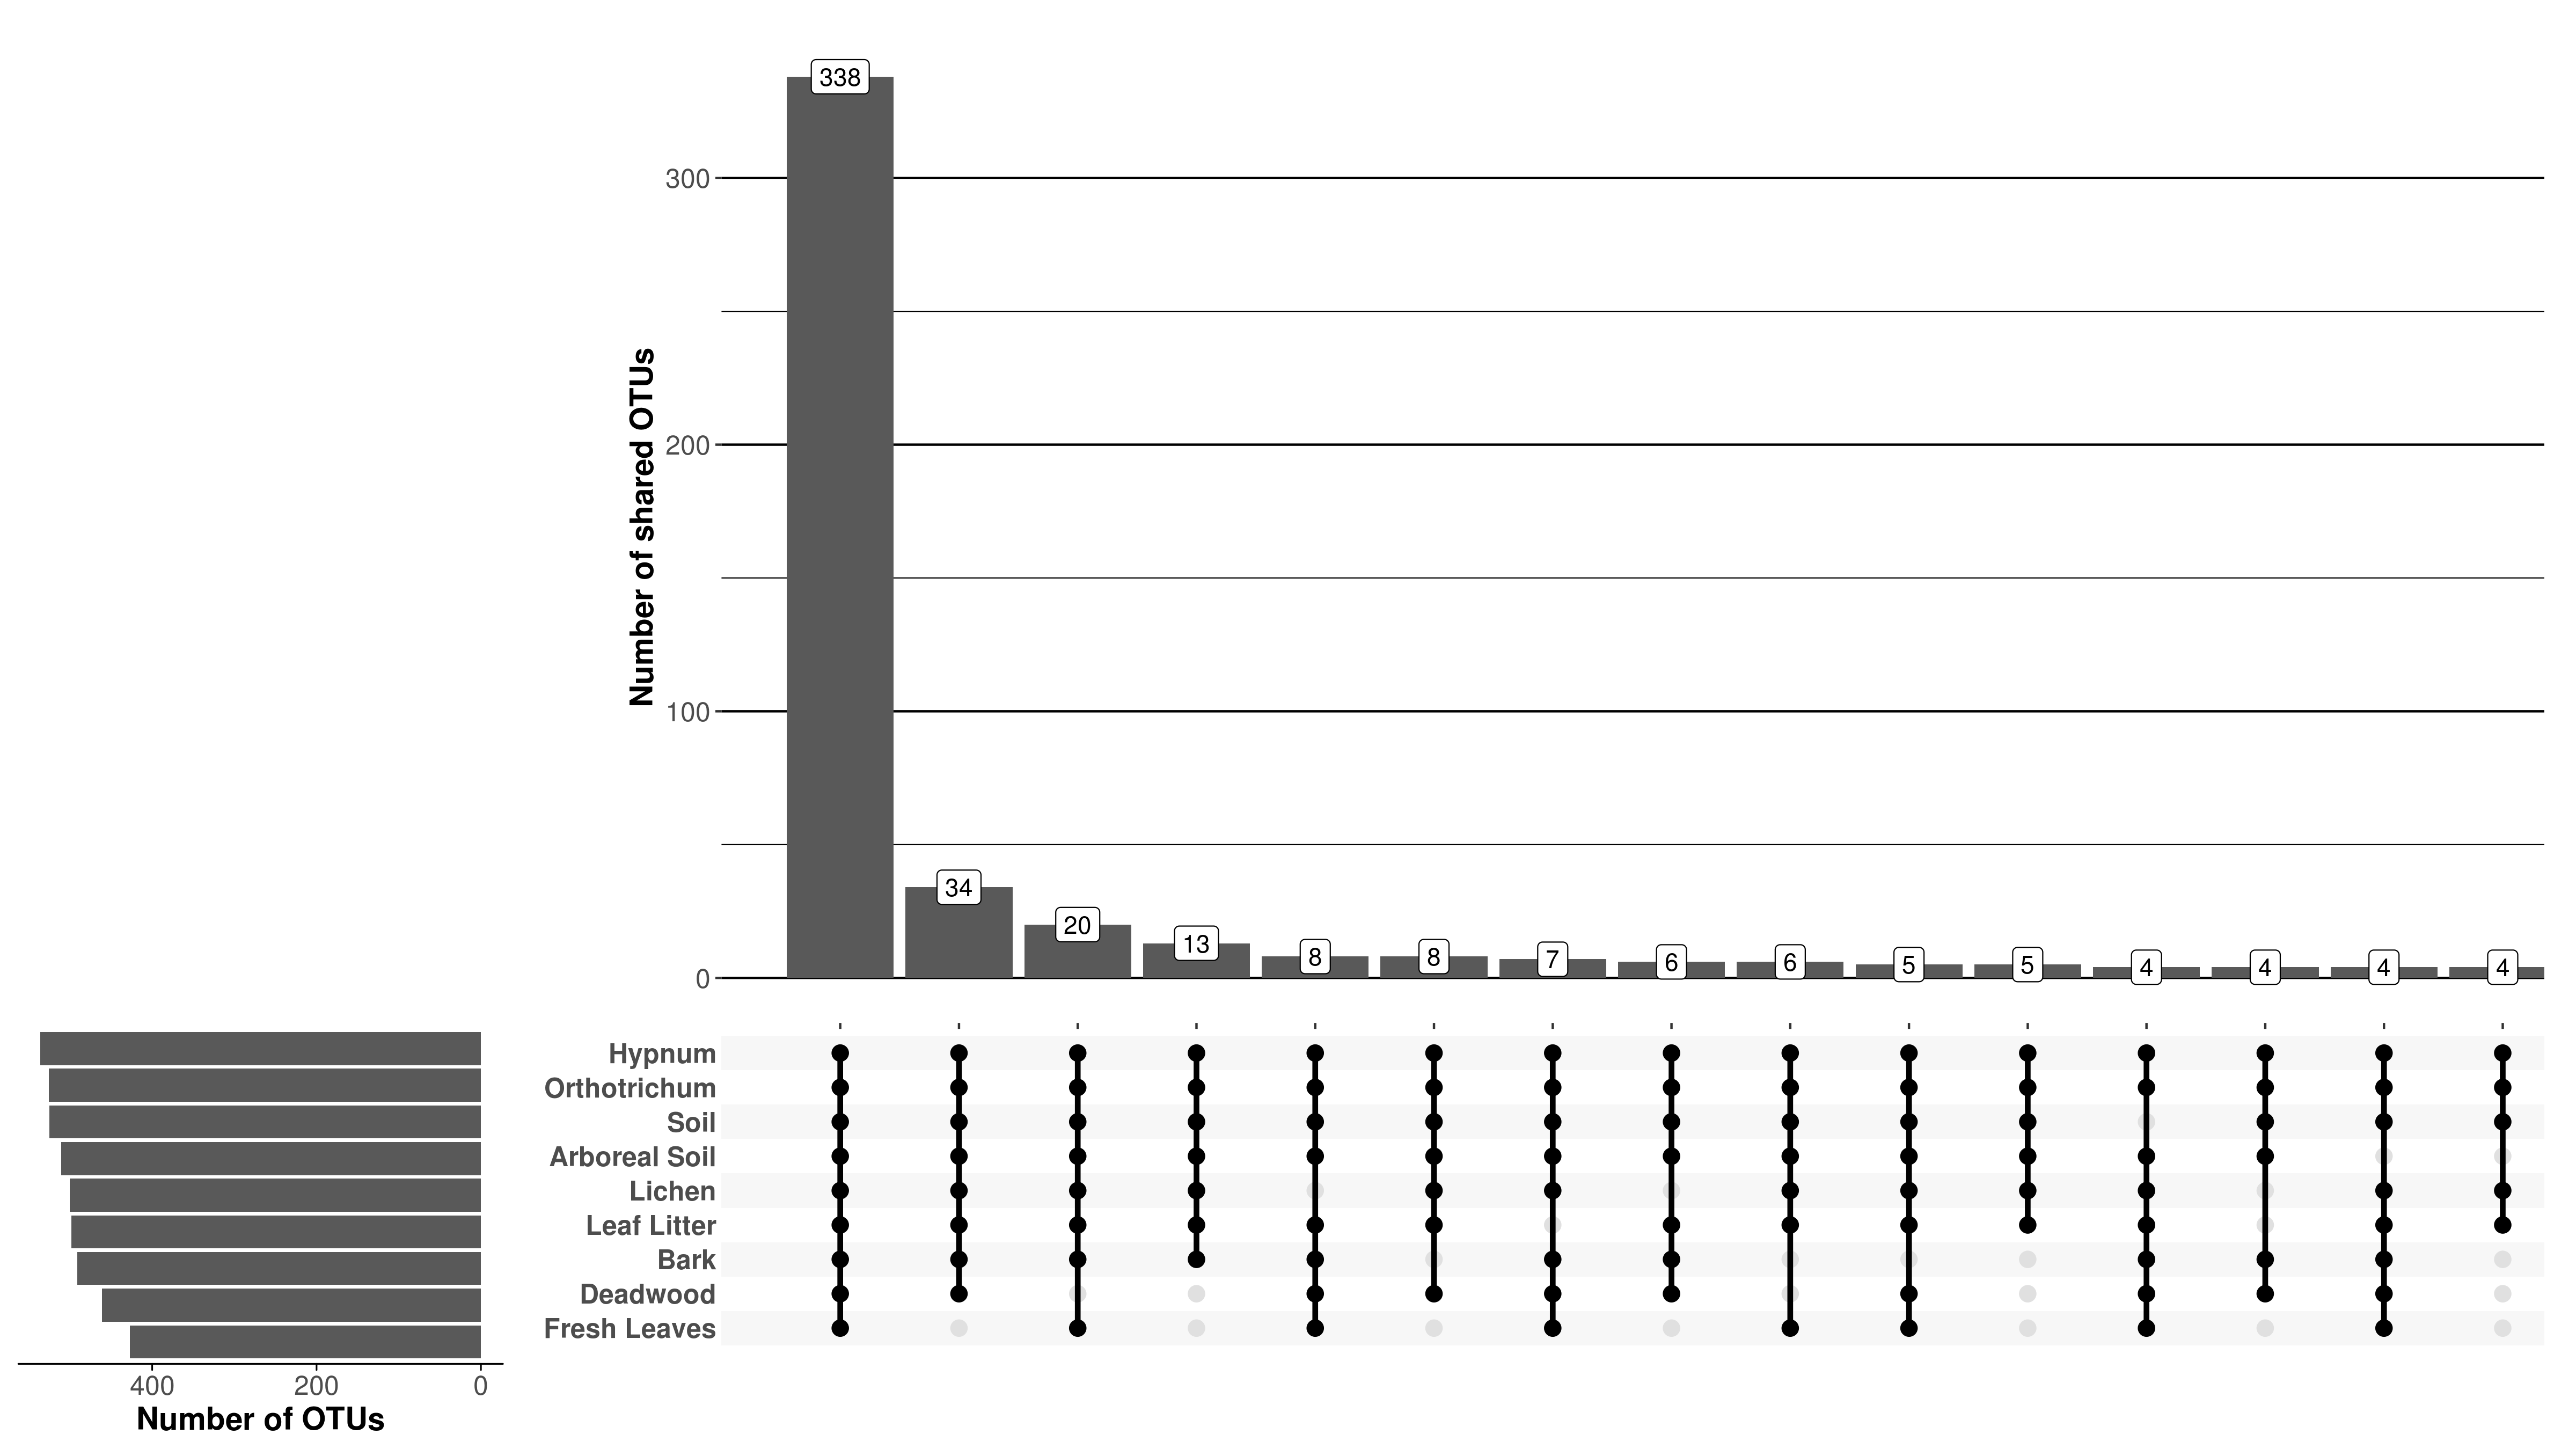 338
300
200
100
0
34
20
13
8
8
7
6
6
5
5
4
4
4
4
Number of shared OTUs
Hypnum
Orthotrichum
Soil
Arboreal Soil
Lichen
Leaf Litter
Bark
Deadwood
Fresh Leaves
400 200 0
Number of OTUs